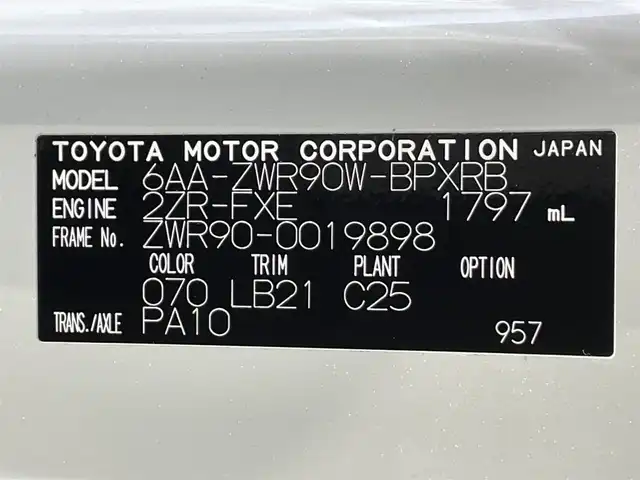 TOYOTA MOTOR CORPORATION JAPAN
MODEL 6AA-ZWR90W-BPXRB
ENGINE 2ZR-FXE 1797 mL
FRAME No. ZWR90-0019898
COLOR TRIM PLANT OPTION
070 LB21 C25
TRANS./AXLE PA10 957